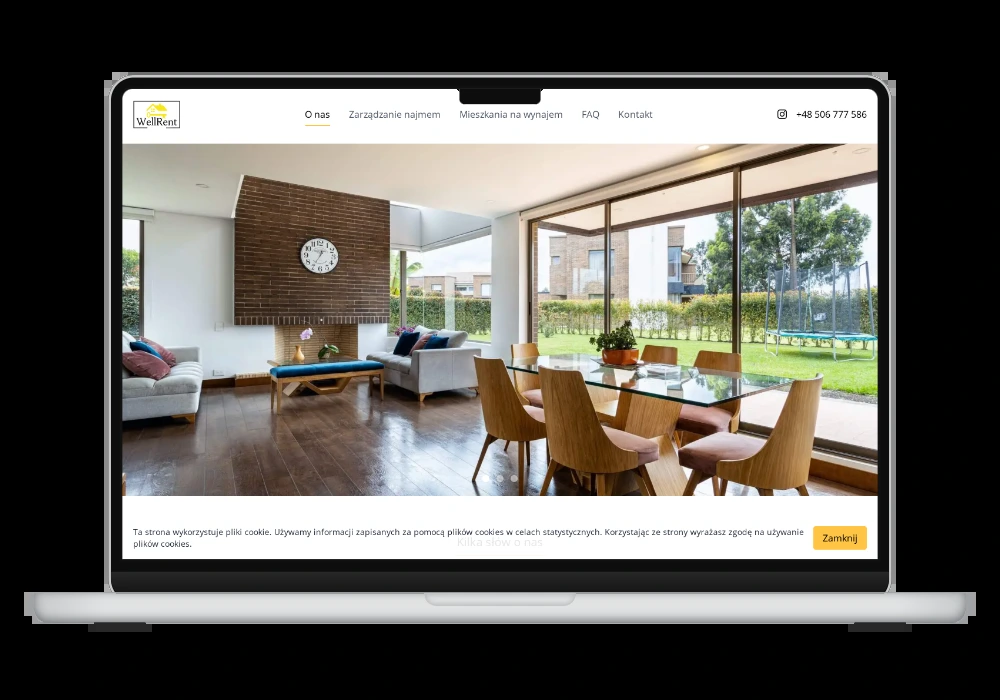 WellRent
O nas
Zarządzanie najmem
Mieszkania na wynajem
FAQ
Kontakt
+48 506 777 586
Ta strona wykorzystuje pliki cookie. Używamy informacji zapisanych za pomocą plików cookies w celach statystycznych. Korzystając ze strony wyrażasz zgodę na używanie
plików cookies.
Zamknij
Kilka słów o nas